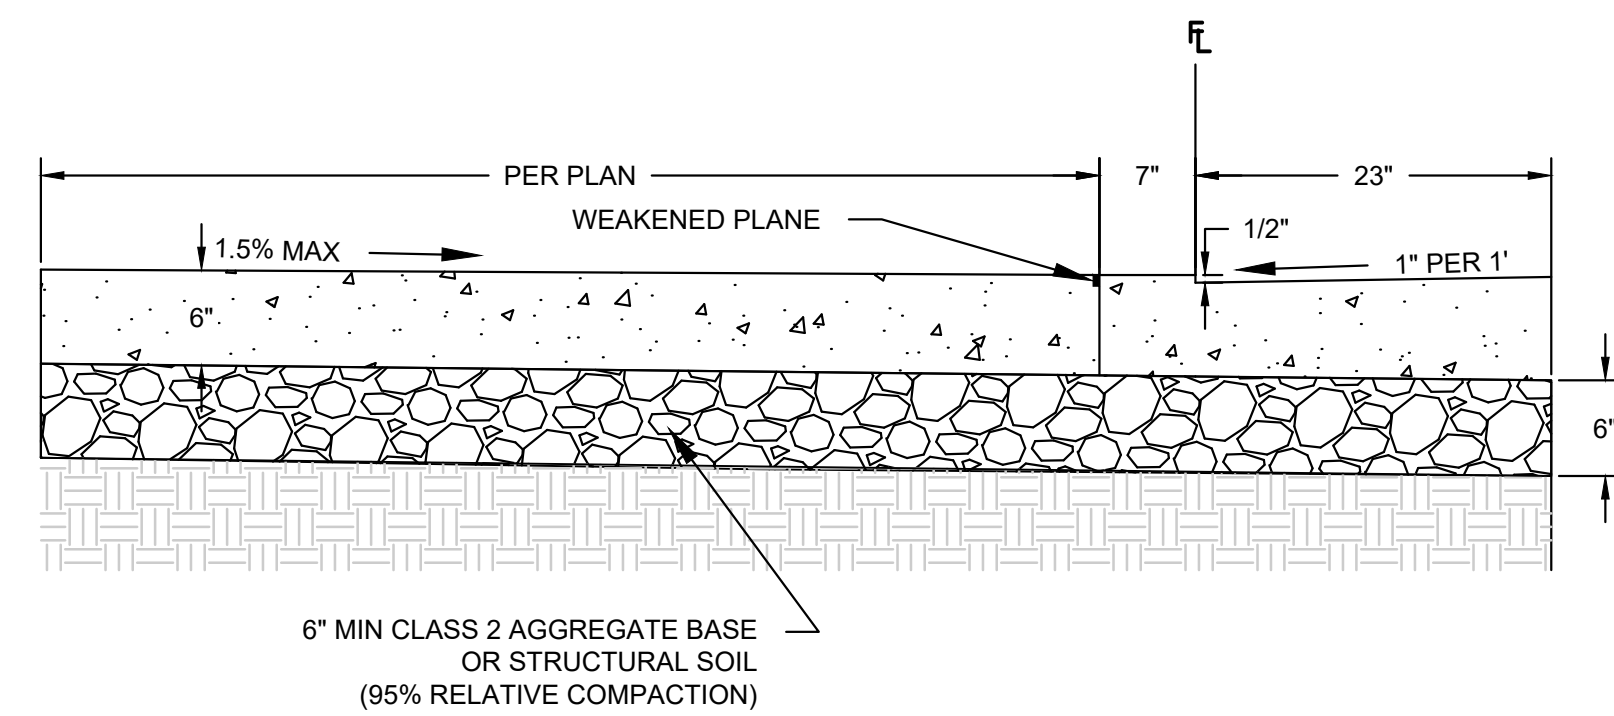 FL
PER PLAN
7"
23"
WEAKENED PLANE
1/2"
1.5% MAX
1" PER 1'
6"
6"
6" MIN CLASS 2 AGGREGATE BASE
OR STRUCTURAL SOIL
(95% RELATIVE COMPACTION)